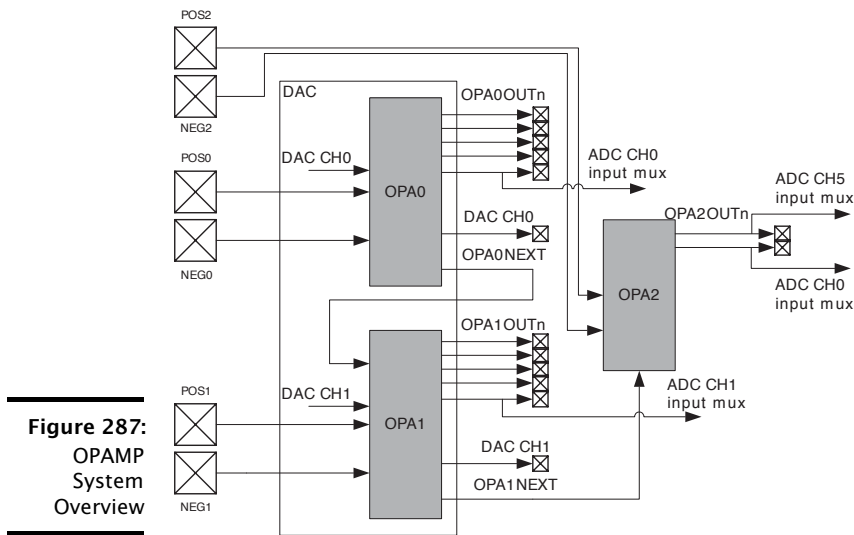 POS2
NEG2
DAC
OPA0OUTn
DAC CH0
ADC CH0
input mux
POS0
OPA0
ADC CH5
input mux
OPA2OUTn
DAC CH0
NEG0
OPA0NEXT
OPA2
ADC CH0
input mux
OPA1OUTn
POS1
DAC CH1
ADC CH1
input mux
OPA1
Figure 287:
OPAMP
System
Overview
DAC CH1
OPA1NEXT
NEG1